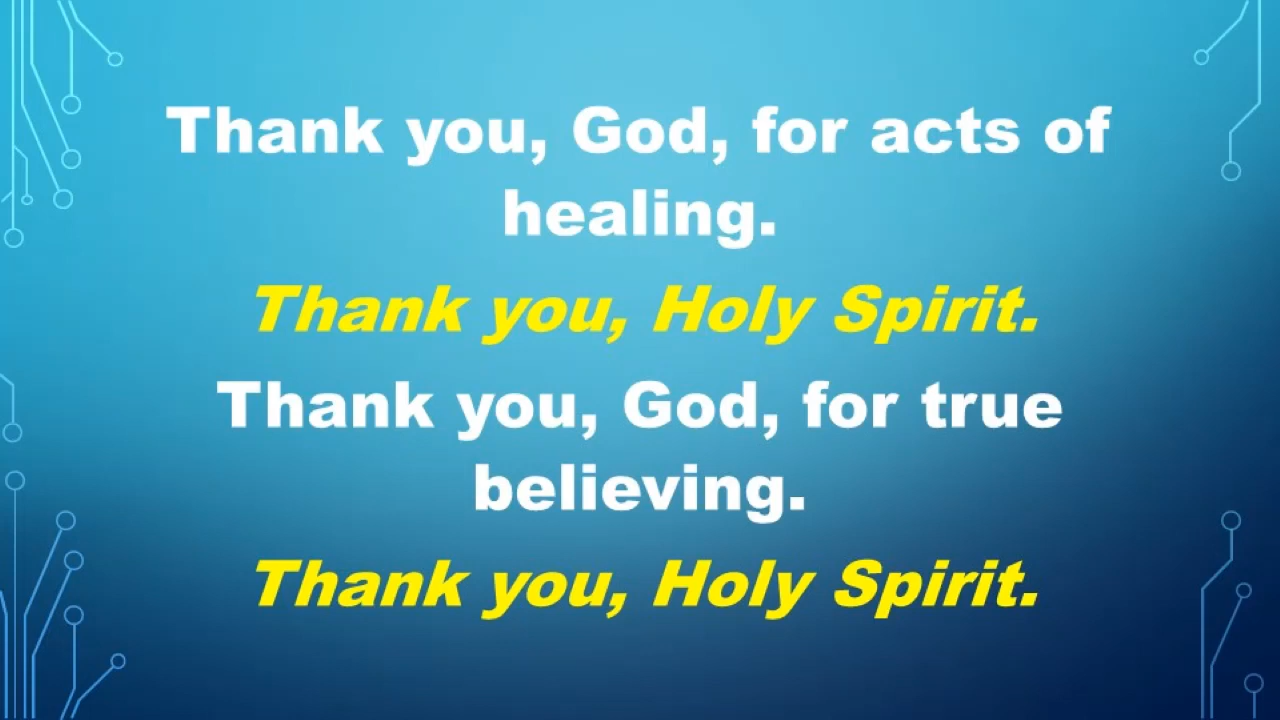 Thank you, God, for acts of
healing.
Thank you, Holy Spirit.
Thank you, God, for true
believing.
Thank you, Holy Spirit.